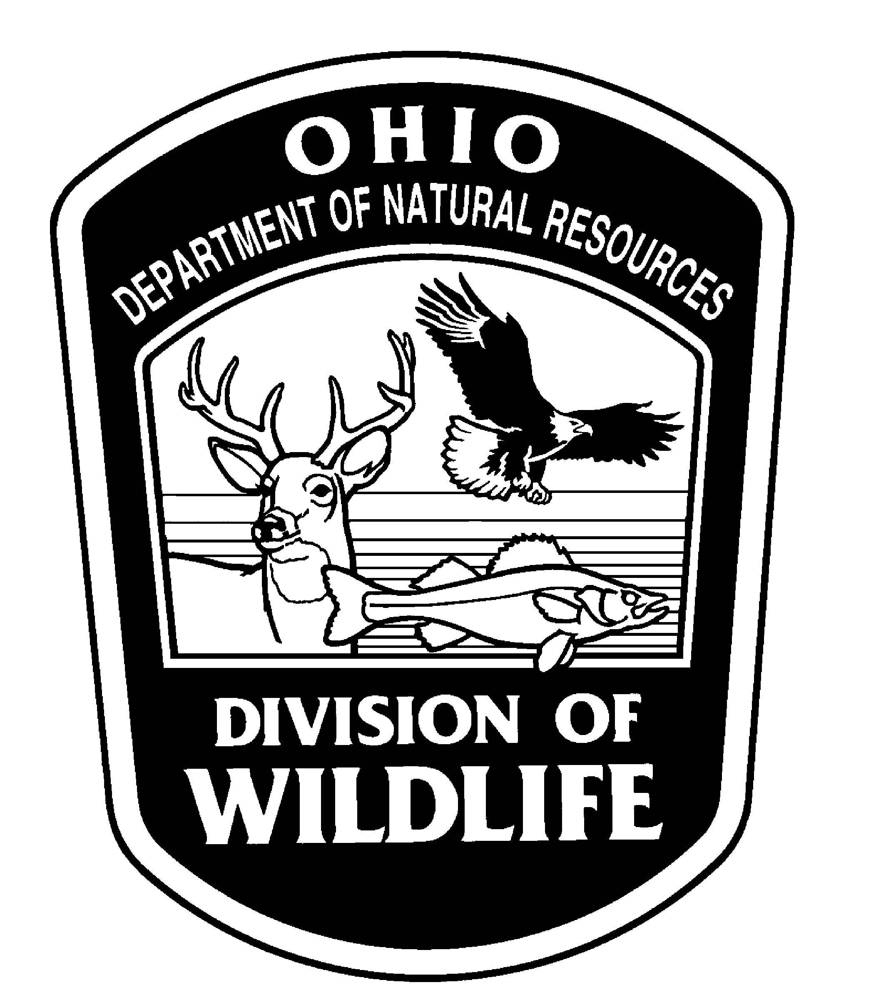 OHIO
DEPARTMENT OF NATURAL RESOURCES
DIVISION OF
WILDLIFE